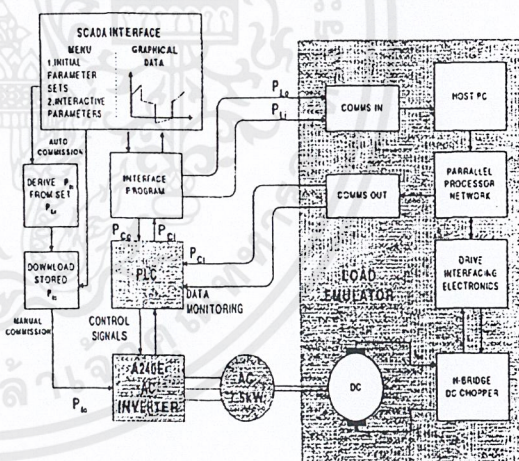 SCADA INTERFACE
MENU
1.INITIAL
PARAMETER
SETS
2.INTERACTIVE
PARAMETERS
GRAPHICAL
DATA
AUTO
COMMISSION
DERIVE
FROM SET
DOWNLOAD
STORED
MANUAL
COMMISSION
INTERFACE
PROGRAM
PLC
DATA
MONITORING
CONTROL
SIGNALS
AC
INVERTER
AC
DC
COMMS IN
COMMS OUT
LOAD
EMULATOR
HOST PC
PARRALLEL
PROCESSOR
NETWORK
DRIVE
INTERFACING
ELECTRONICS
H-BRIDGE
DC CHOPPER